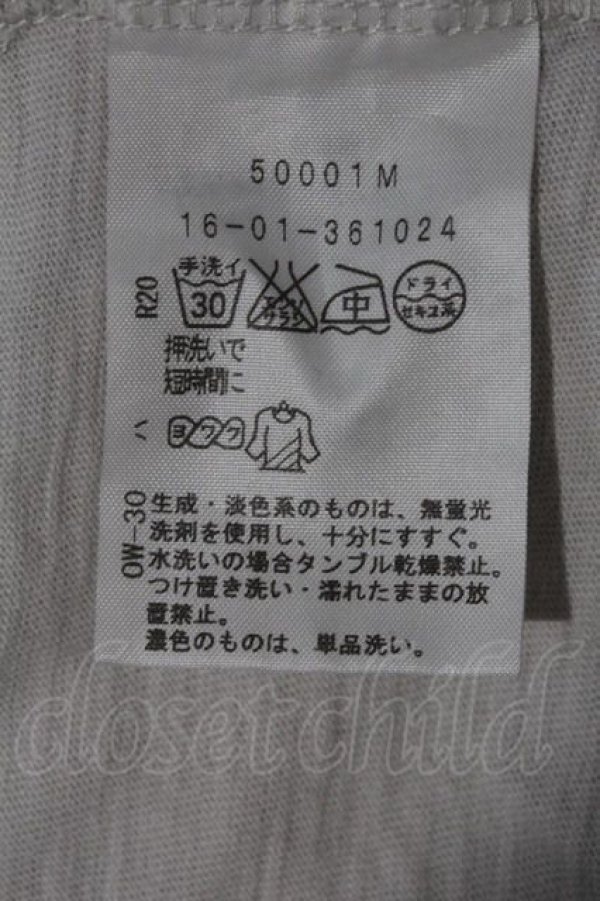 50001M
16-01-361024
R20
手洗イ
30
エンソ
サラシ
中
ドライ
セキユ系
押洗いで
短時間に
ハ
ヨワク
OW-30
生成・淡色系のものは、無蛍光
洗剤を使用し、十分にすすぐ。
水洗いの場合タンブル乾燥禁止。
つけ置き洗い・濡れたままの放
置禁止。
濃色のものは、単品洗い。
closetchild